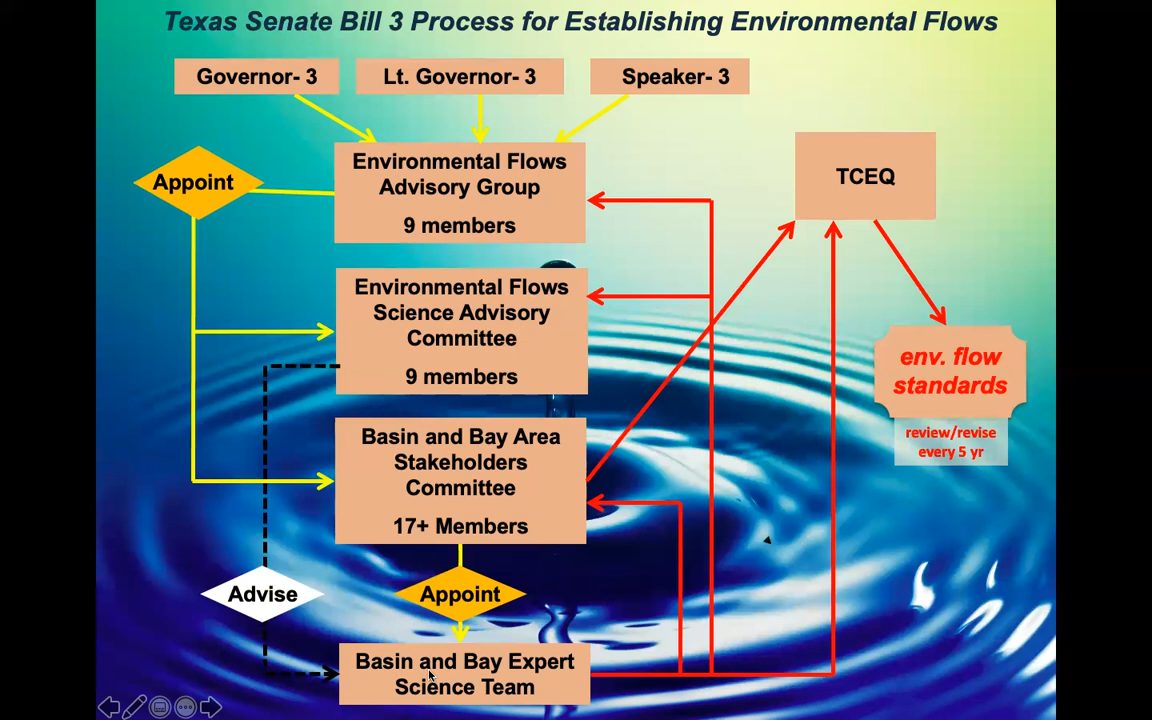 Texas Senate Bill 3 Process for Establishing Environmental Flows
Governor- 3
Lt. Governor- 3
Speaker- 3
Environmental Flows
Advisory Group
9 members
Appoint
TCEQ
Environmental Flows
Science Advisory
Committee
9 members
env. flow
standards
review/revise
every 5 yr
Basin and Bay Area
Stakeholders
Committee
17+ Members
Advise
Appoint
Basin and Bay Expert
Science Team